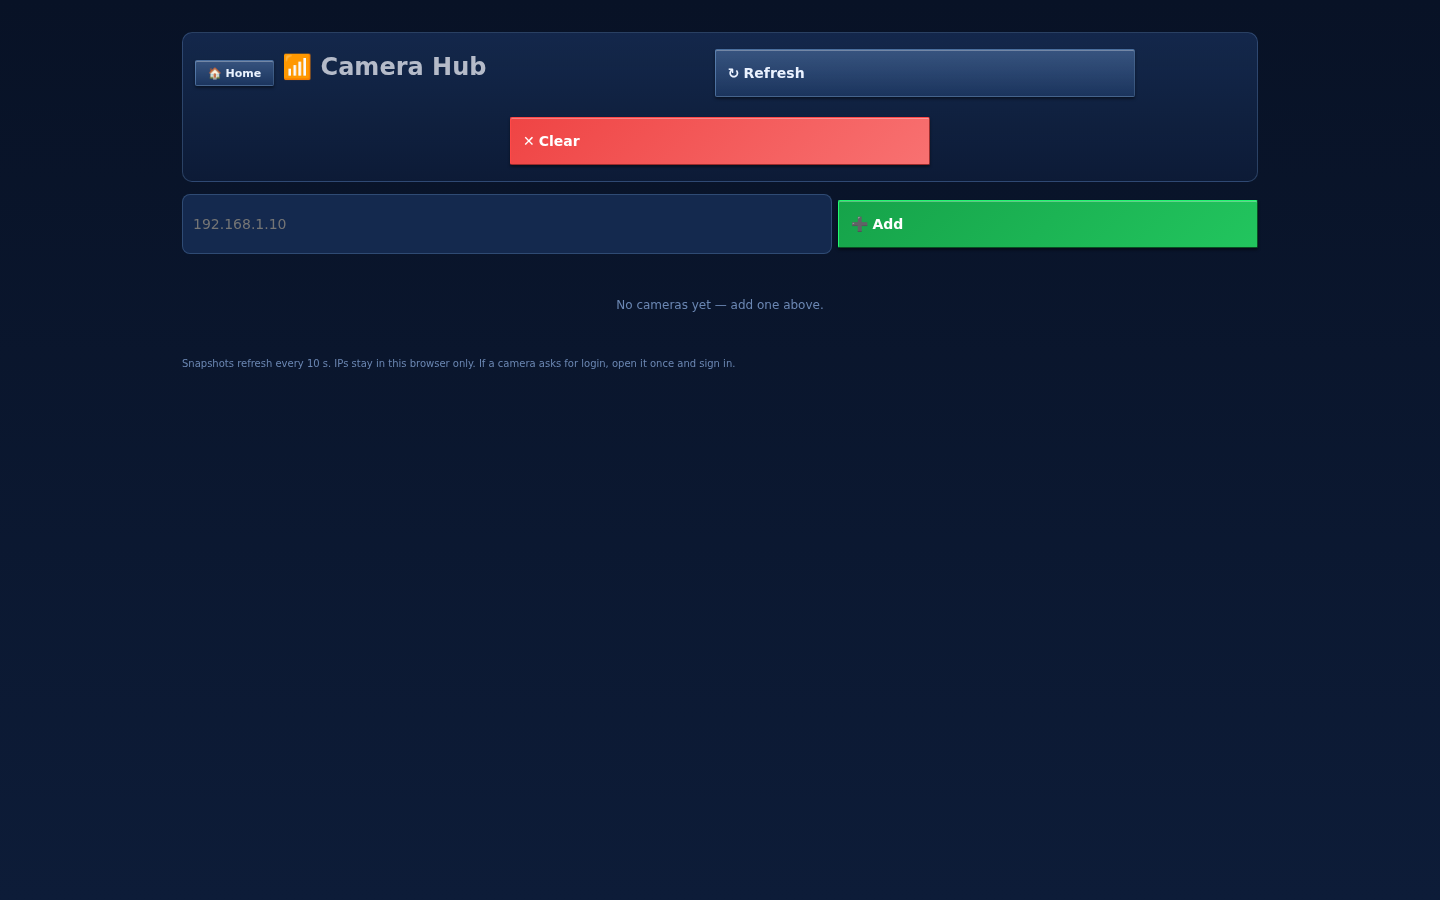 🏠 Home 📶 Camera Hub ↻ Refresh
✕ Clear
192.168.1.10 ➕ Add
No cameras yet — add one above.
Snapshots refresh every 10 s. IPs stay in this browser only. If a camera asks for login, open it once and sign in.